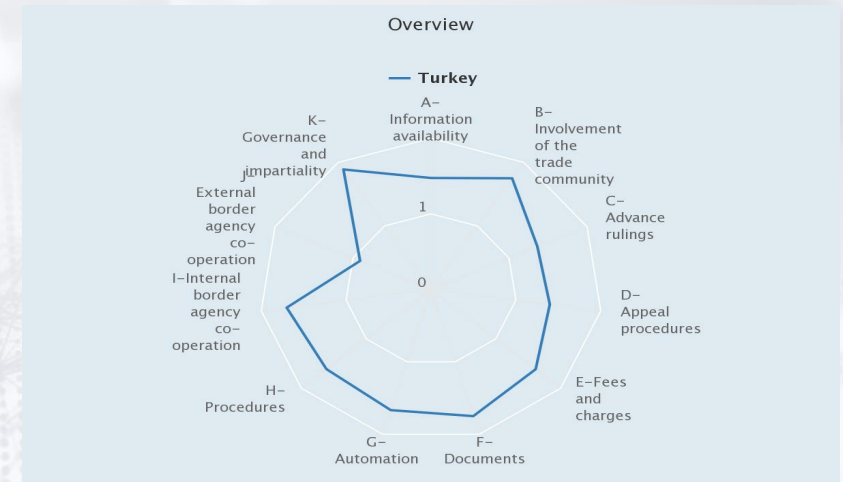 Overview
Turkey
A–
Information
availability
B–
Involvement
of the
trade
community
C–
Advance
rulings
D–
Appeal
procedures
E–Fees
and
charges
F–
Documents
G–
Automation
H–
Procedures
I–Internal
border
agency
co–
operation
J–
External
border
agency
co–
operation
K–
Governance
and
impartiality
1
0